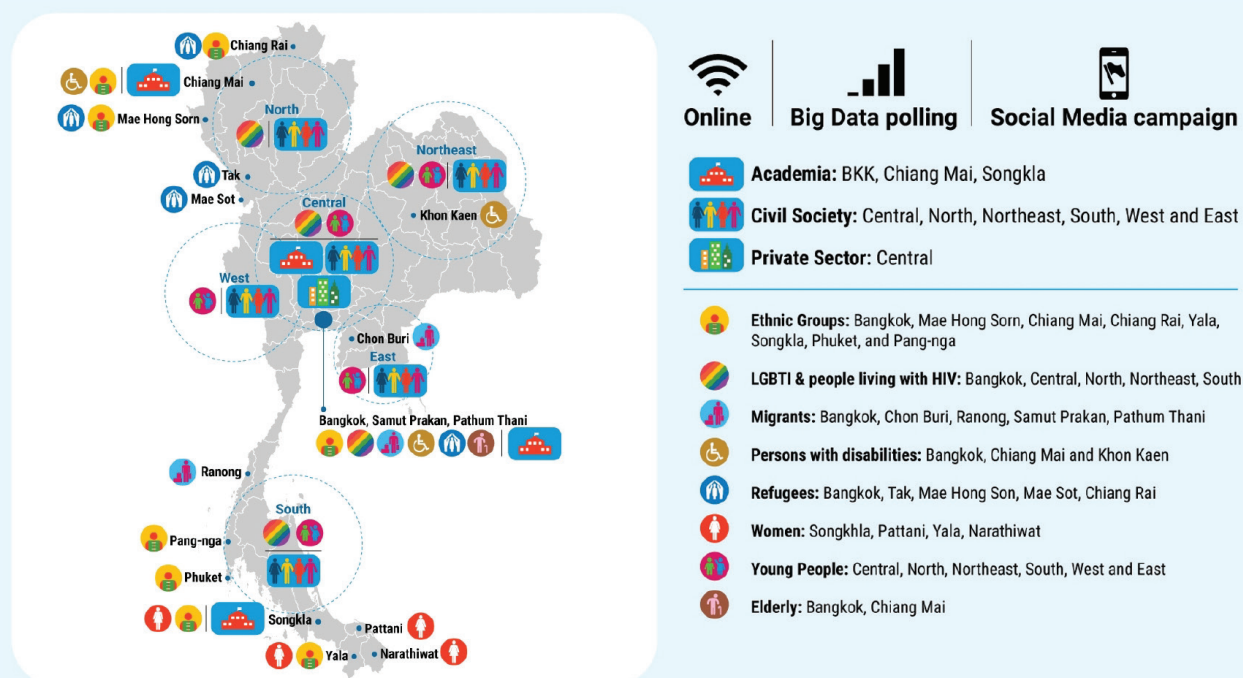 Chiang Rai
Chiang Mai
North
Mae Hong Sorn
Northeast
Tak
Mae Sot
Central
Khon Kaen
West
Chon Buri
East
Bangkok, Samut Prakan, Pathum Thani
Ranong
South
Pang-nga
Phuket
Songkla
Pattani
Yala
Narathiwat
Online
Big Data polling
Social Media campaign
Academia: BKK, Chiang Mai, Songkla
Civil Society: Central, North, Northeast, South, West and East
Private Sector: Central
Ethnic Groups: Bangkok, Mae Hong Sorn, Chiang Mai, Chiang Rai, Yala,
Songkla, Phuket, and Pang-nga
LGBTI & people living with HIV: Bangkok, Central, North, Northeast, South
Migrants: Bangkok, Chon Buri, Ranong, Samut Prakan, Pathum Thani
Persons with disabilities: Bangkok, Chiang Mai and Khon Kaen
Refugees: Bangkok, Tak, Mae Hong Son, Mae Sot, Chiang Rai
Women: Songkhla, Pattani, Yala, Narathiwat
Young People: Central, North, Northeast, South, West and East
Elderly: Bangkok, Chiang Mai